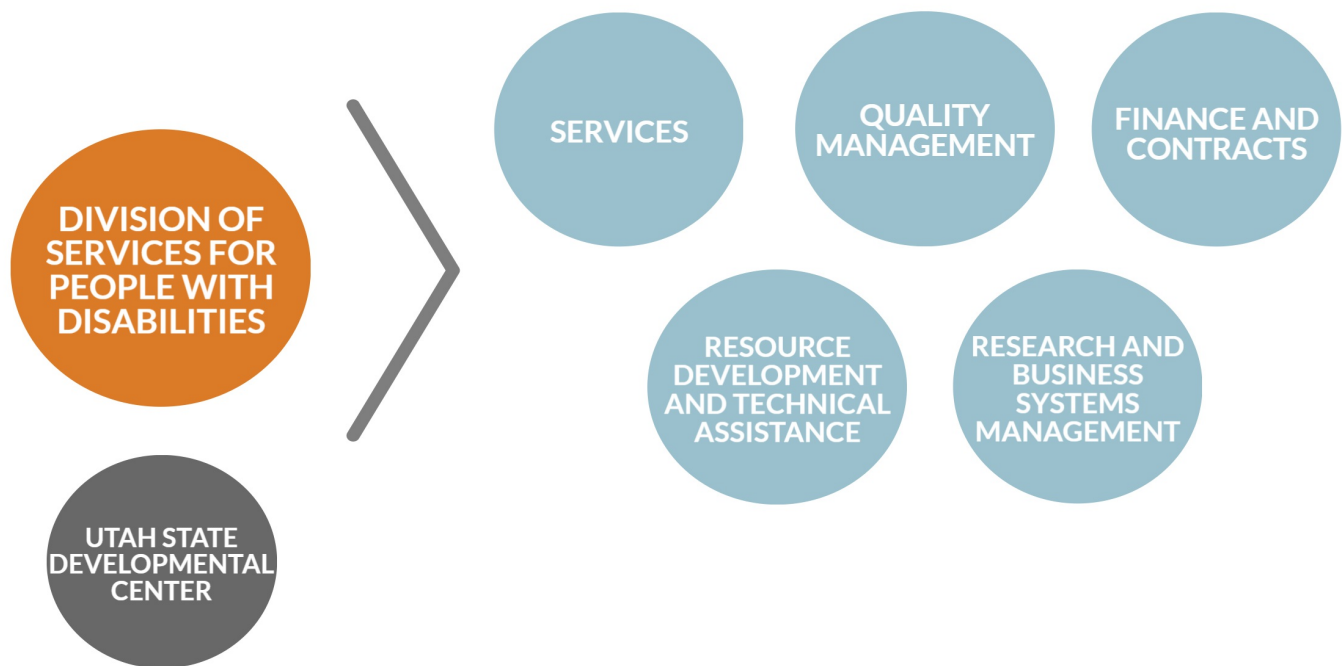 DIVISION OF
SERVICES FOR
PEOPLE WITH
DISABILITIES
UTAH STATE
DEVELOPMENTAL
CENTER
SERVICES
QUALITY
MANAGEMENT
FINANCE AND
CONTRACTS
RESOURCE
DEVELOPMENT
AND TECHNICAL
ASSISTANCE
RESEARCH AND
BUSINESS
SYSTEMS
MANAGEMENT